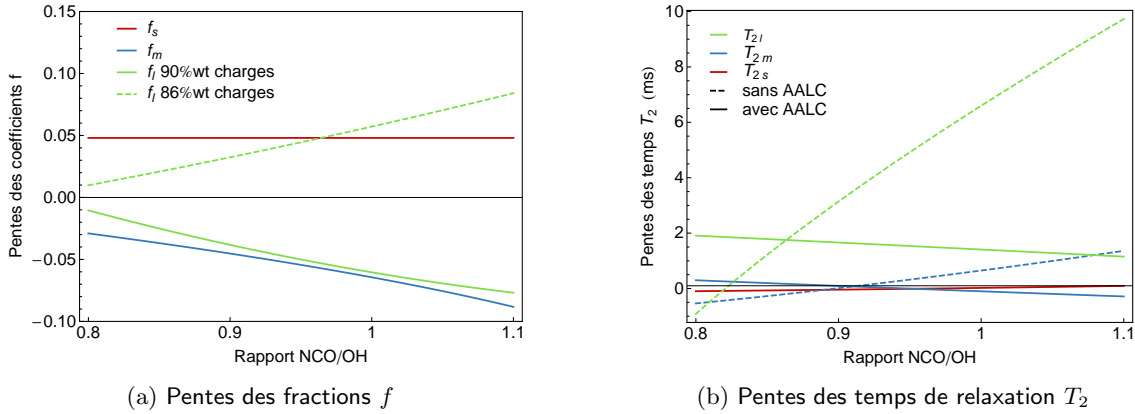 0.15
0.10
0.05
0.00
−0.05
−0.10
Pentes des coefficients f
f_s
f_m
f_l 90%wt charges
f_l 86%wt charges
0.8
0.9
1
1.1
Rapport NCO/OH
(a) Pentes des fractions f
10
8
6
4
2
0
Pentes des temps T_2 (ms)
T_2l
T_2m
T_2s
sans AALC
avec AALC
0.8
0.9
1
1.1
Rapport NCO/OH
(b) Pentes des temps de relaxation T_2